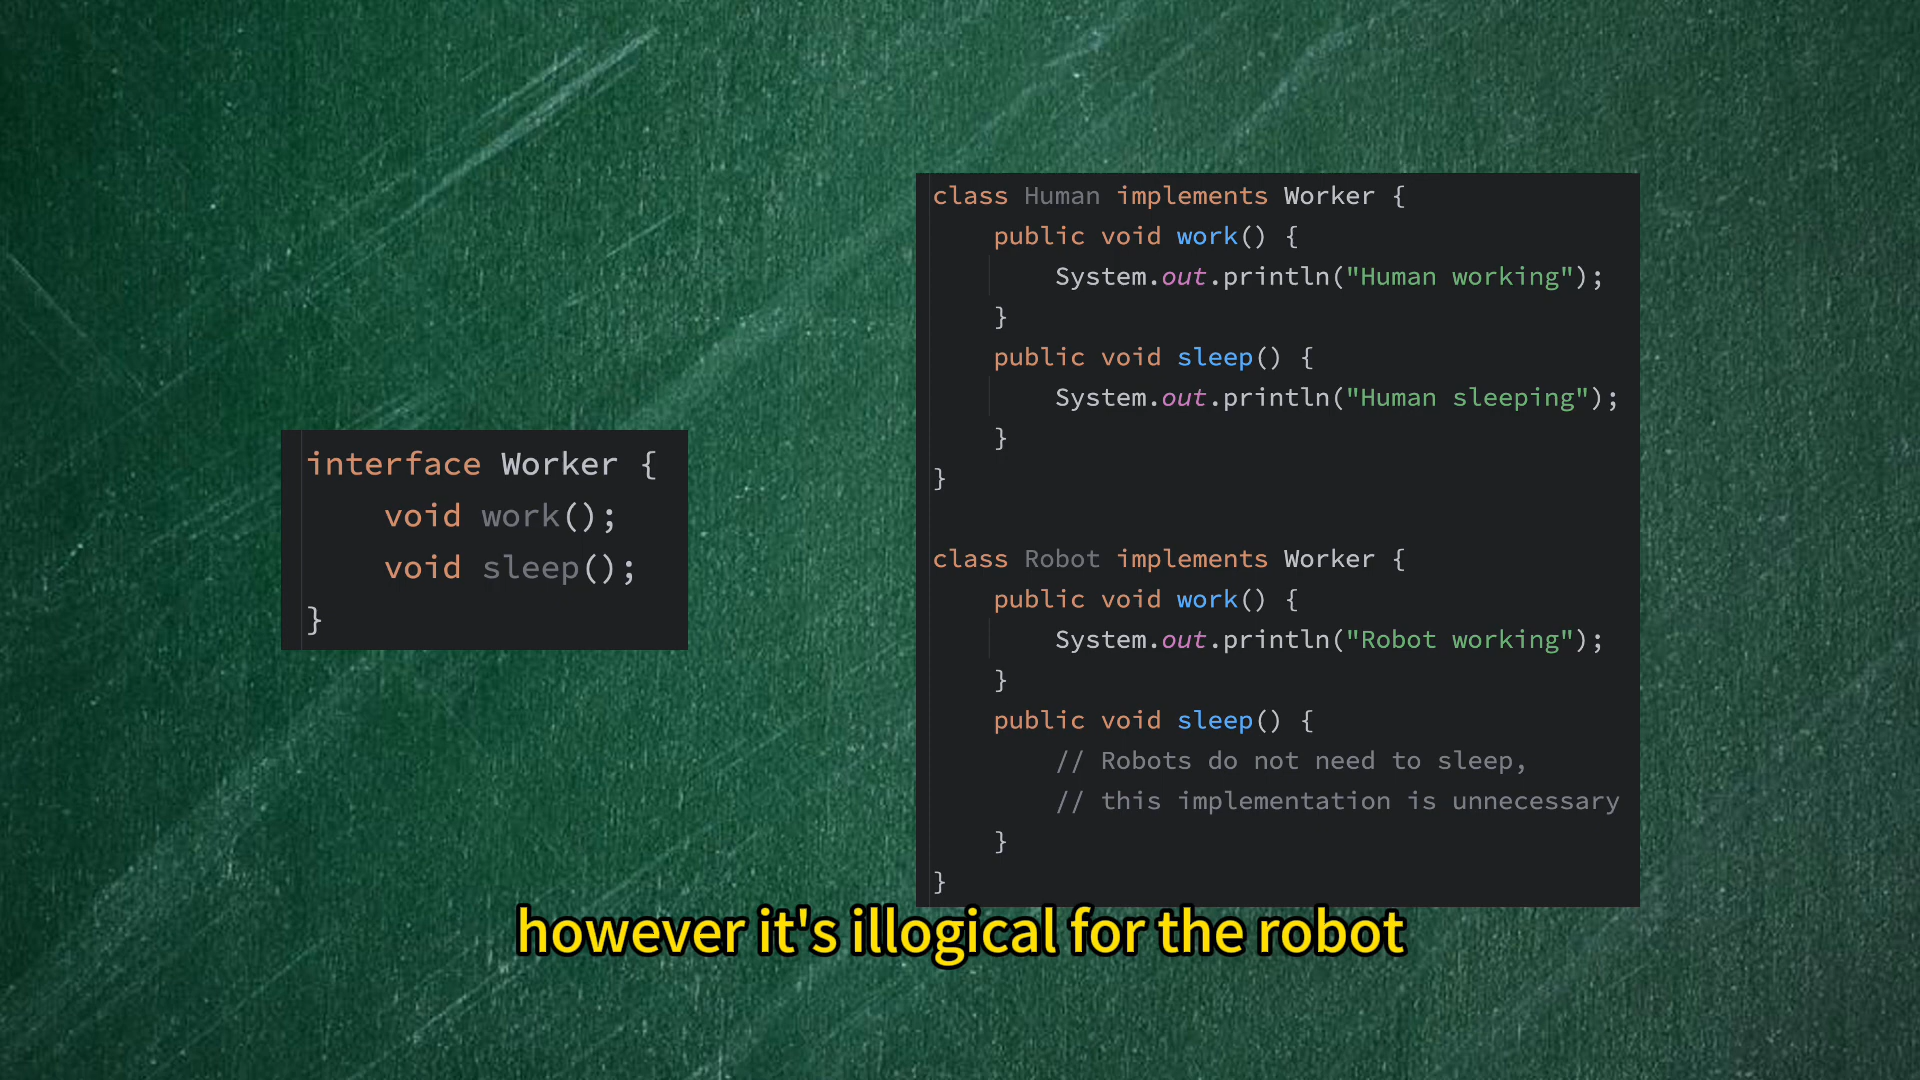 interface Worker {
    void work();
    void sleep();
}
class Human implements Worker {
    public void work() {
        System.out.println("Human working");
    }
    public void sleep() {
        System.out.println("Human sleeping");
    }
}
class Robot implements Worker {
    public void work() {
        System.out.println("Robot working");
    }
    public void sleep() {
        // Robots do not need to sleep,
        // this implementation is unnecessary
    }
}
however it's illogical for the robot